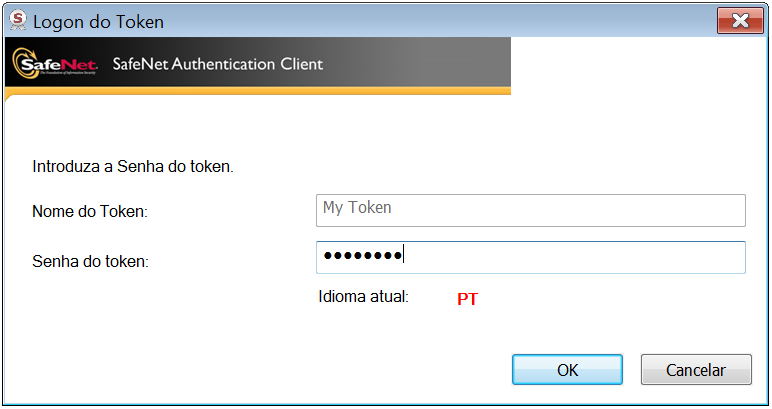 S Logon do Token
SafeNet. SafeNet Authentication Client
The Foundation of Information Security
Introduza a Senha do token.
Nome do Token: My Token
Senha do token: ●●●●●●●●
Idioma atual: PT
OK Cancelar